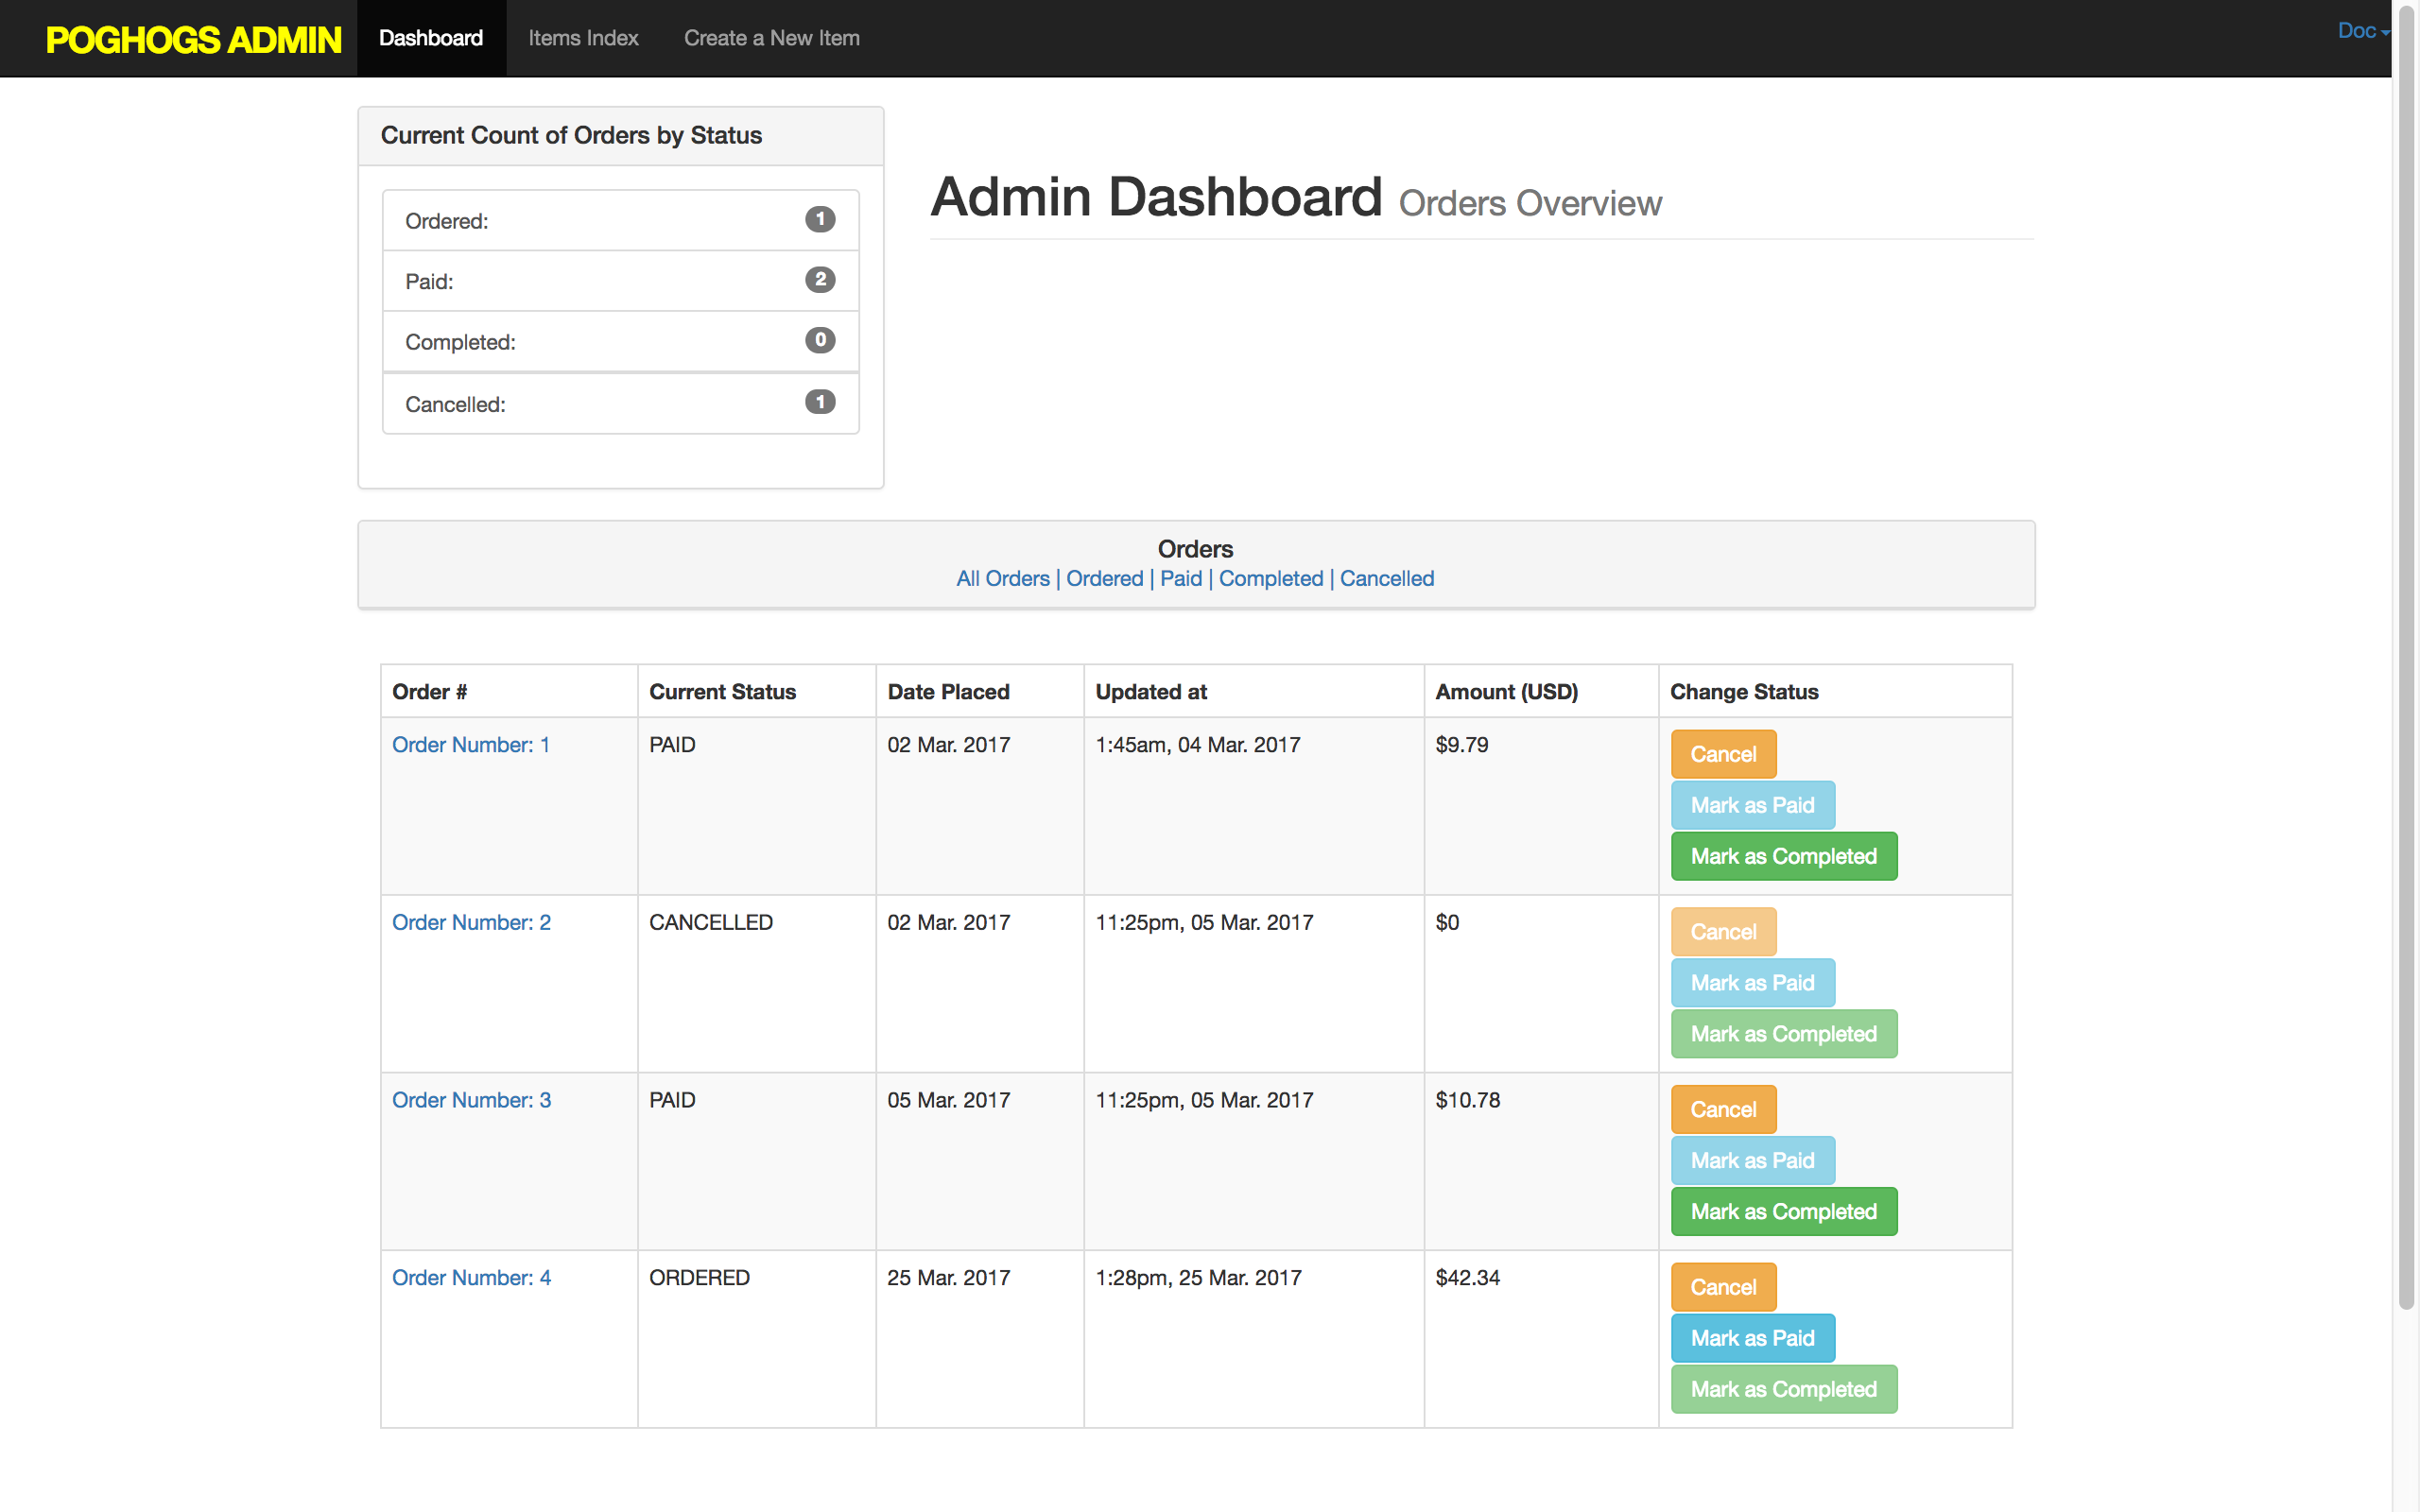 POGHOGS ADMIN Dashboard Items Index Create a New Item Doc
Current Count of Orders by Status
Ordered: 1
Paid: 2
Completed: 0
Cancelled: 1
Admin Dashboard Orders Overview
Orders
All Orders | Ordered | Paid | Completed | Cancelled
Order # Current Status Date Placed Updated at Amount (USD) Change Status
Order Number: 1 PAID 02 Mar. 2017 1:45am, 04 Mar. 2017 $9.79 Cancel
Mark as Paid
Mark as Completed
Order Number: 2 CANCELLED 02 Mar. 2017 11:25pm, 05 Mar. 2017 $0 Cancel
Mark as Paid
Mark as Completed
Order Number: 3 PAID 05 Mar. 2017 11:25pm, 05 Mar. 2017 $10.78 Cancel
Mark as Paid
Mark as Completed
Order Number: 4 ORDERED 25 Mar. 2017 1:28pm, 25 Mar. 2017 $42.34 Cancel
Mark as Paid
Mark as Completed